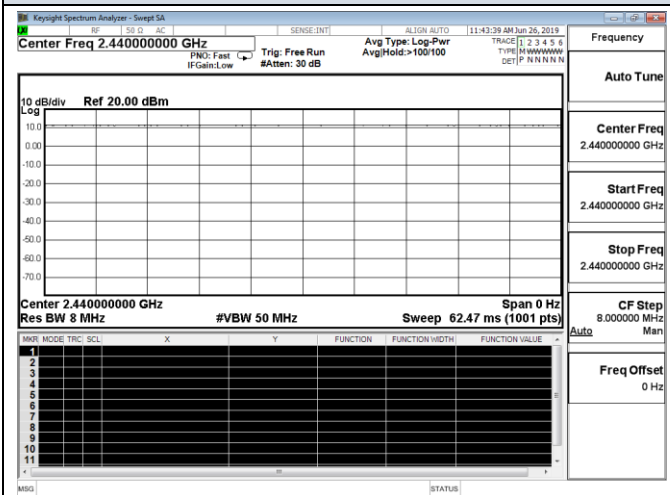 Keysight Spectrum Analyzer - Swept SA
RF 50 Ω AC SENSE:INT ALIGN AUTO 11:43:39 AM Jun 26, 2019
Center Freq 2.440000000 GHz
PNO: Fast
IFGain:Low
Trig: Free Run
#Atten: 30 dB
Avg Type: Log-Pwr
Avg|Hold:>100/100
TRACE 1 2 3 4 5 6
TYPE M WWWWW
DET P N N N N N
10 dB/div Ref 20.00 dBm
Log
10.0
0.00
-10.0
-20.0
-30.0
-40.0
-50.0
-60.0
-70.0
Center 2.440000000 GHz Span 0 Hz
Res BW 8 MHz #VBW 50 MHz Sweep 62.47 ms (1001 pts)
MKR MODE TRC SCL X Y FUNCTION FUNCTION WIDTH FUNCTION VALUE
1
2
3
4
5
6
7
8
9
10
11
MSG STATUS
Frequency
Auto Tune
Center Freq
2.440000000 GHz
Start Freq
2.440000000 GHz
Stop Freq
2.440000000 GHz
CF Step
8.000000 MHz
Auto Man
Freq Offset
0 Hz